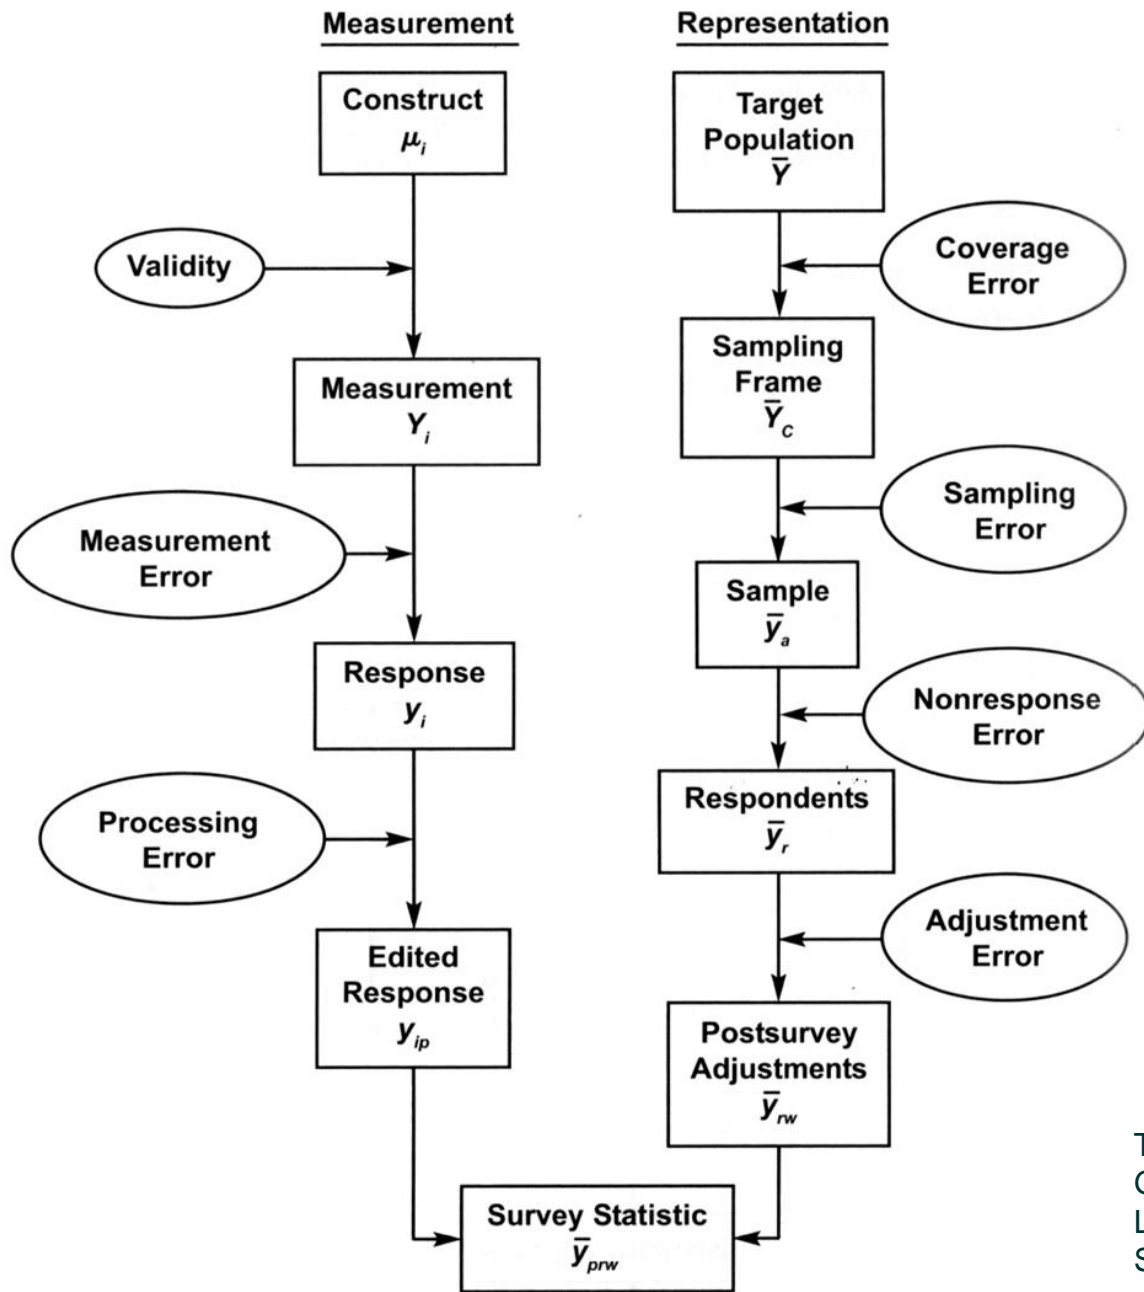 Measurement
Construct
μi
Validity
Measurement
Yi
Measurement
Error
Response
yi
Processing
Error
Edited
Response
yip
Representation
Target
Population
Ȳ
Coverage
Error
Sampling
Frame
ȲC
Sampling
Error
Sample
ȳa
Nonresponse
Error
Respondents
ȳr
Adjustment
Error
Postsurvey
Adjustments
ȳrw
Survey Statistic
ȳprw